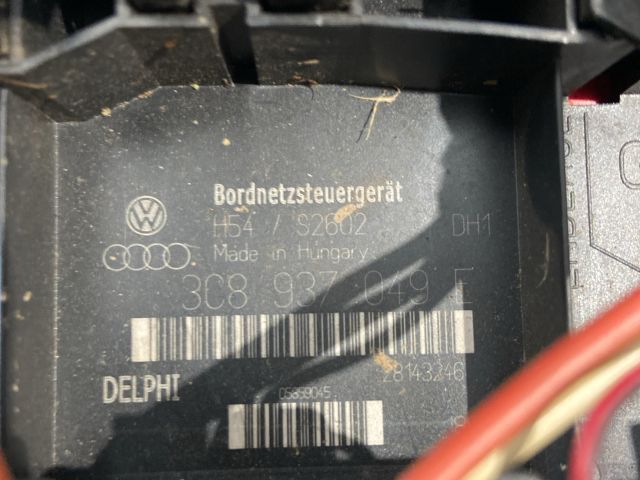 Bordnetzsteuergerät
H54 / S2602 DH1
Made in Hungary
3C8 937 049 E
DELPHI
28143246
05859045